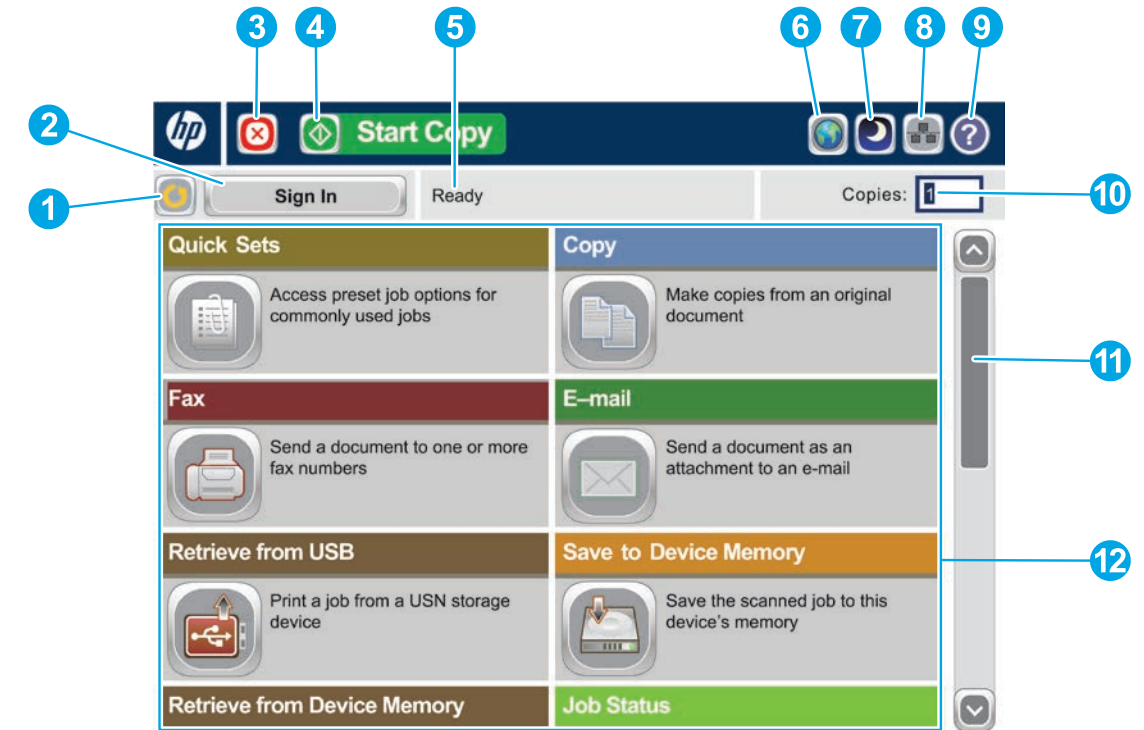 3 4 5 6 7 8 9
2
hp Start Copy ?
1 Sign In Ready Copies: 1 10
Quick Sets Copy
Access preset job options for
commonly used jobs
Make copies from an original
document
11
Fax E–mail
Send a document to one or more
fax numbers
Send a document as an
attachment to an e-mail
Retrieve from USB Save to Device Memory
12
Print a job from a USN storage
device
Save the scanned job to this
device's memory
Retrieve from Device Memory Job Status